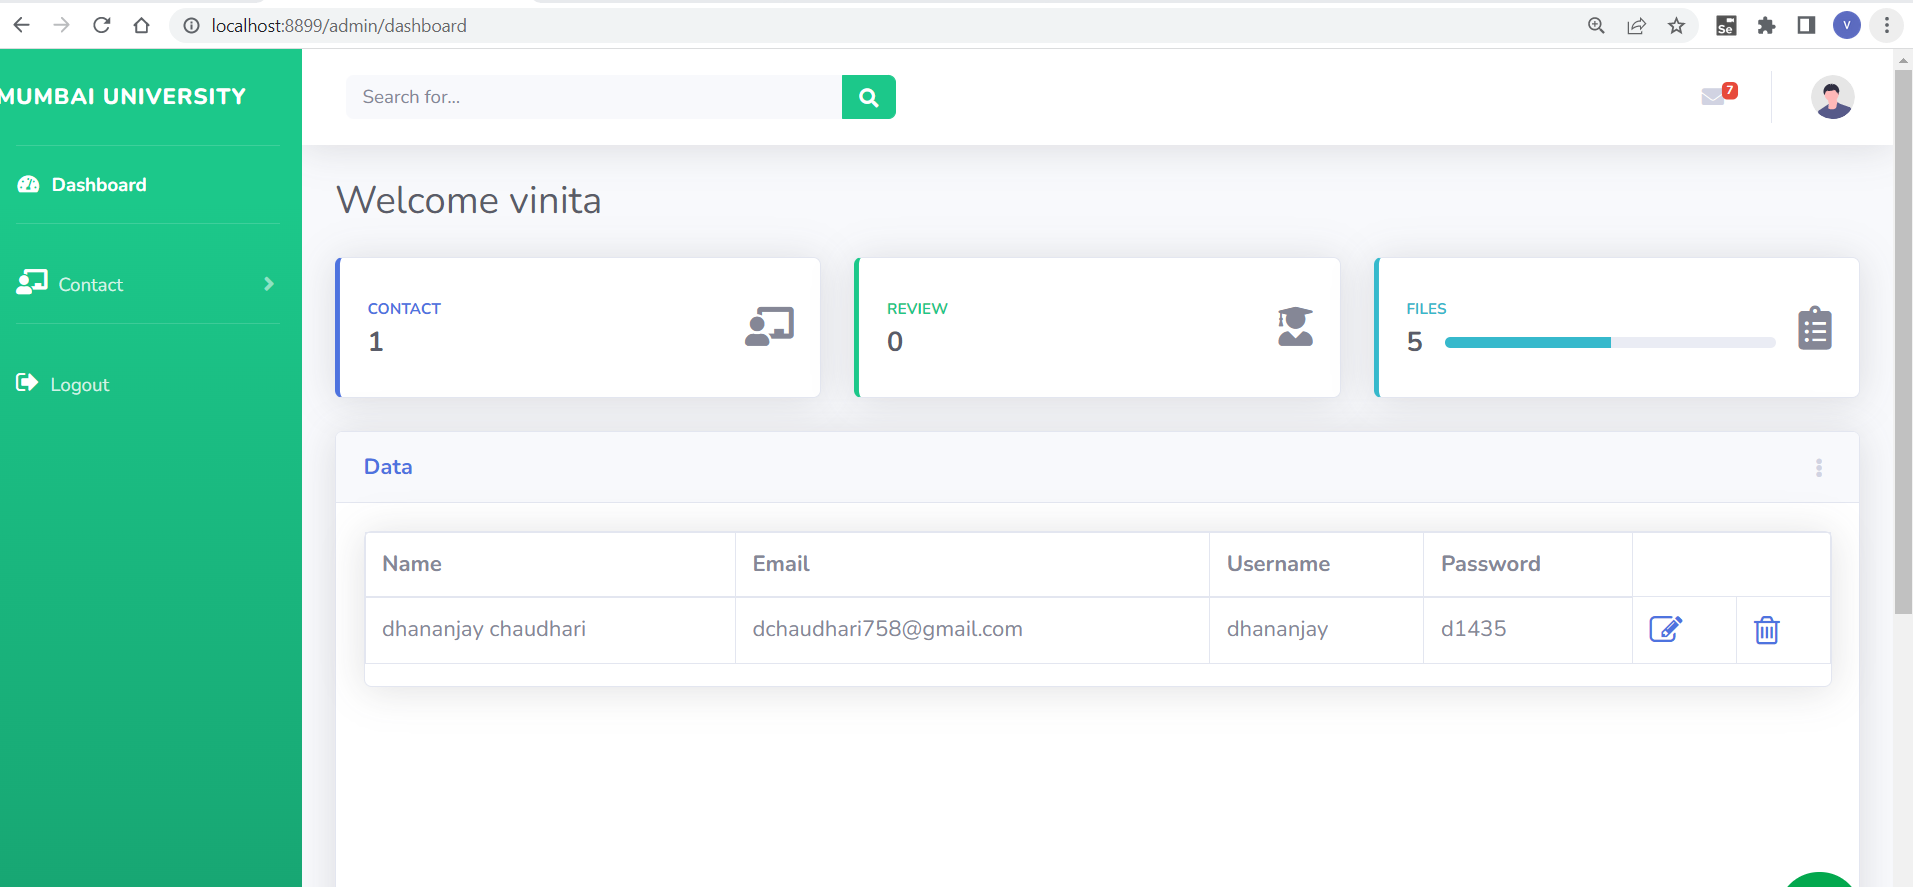 localhost:8899/admin/dashboard
Se
V
MUMBAI UNIVERSITY
Search for...
7
Dashboard
Contact
Logout
Welcome vinita
CONTACT
1
REVIEW
0
FILES
5
Data
Name Email Username Password
dhananjay chaudhari dchaudhari758@gmail.com dhananjay d1435